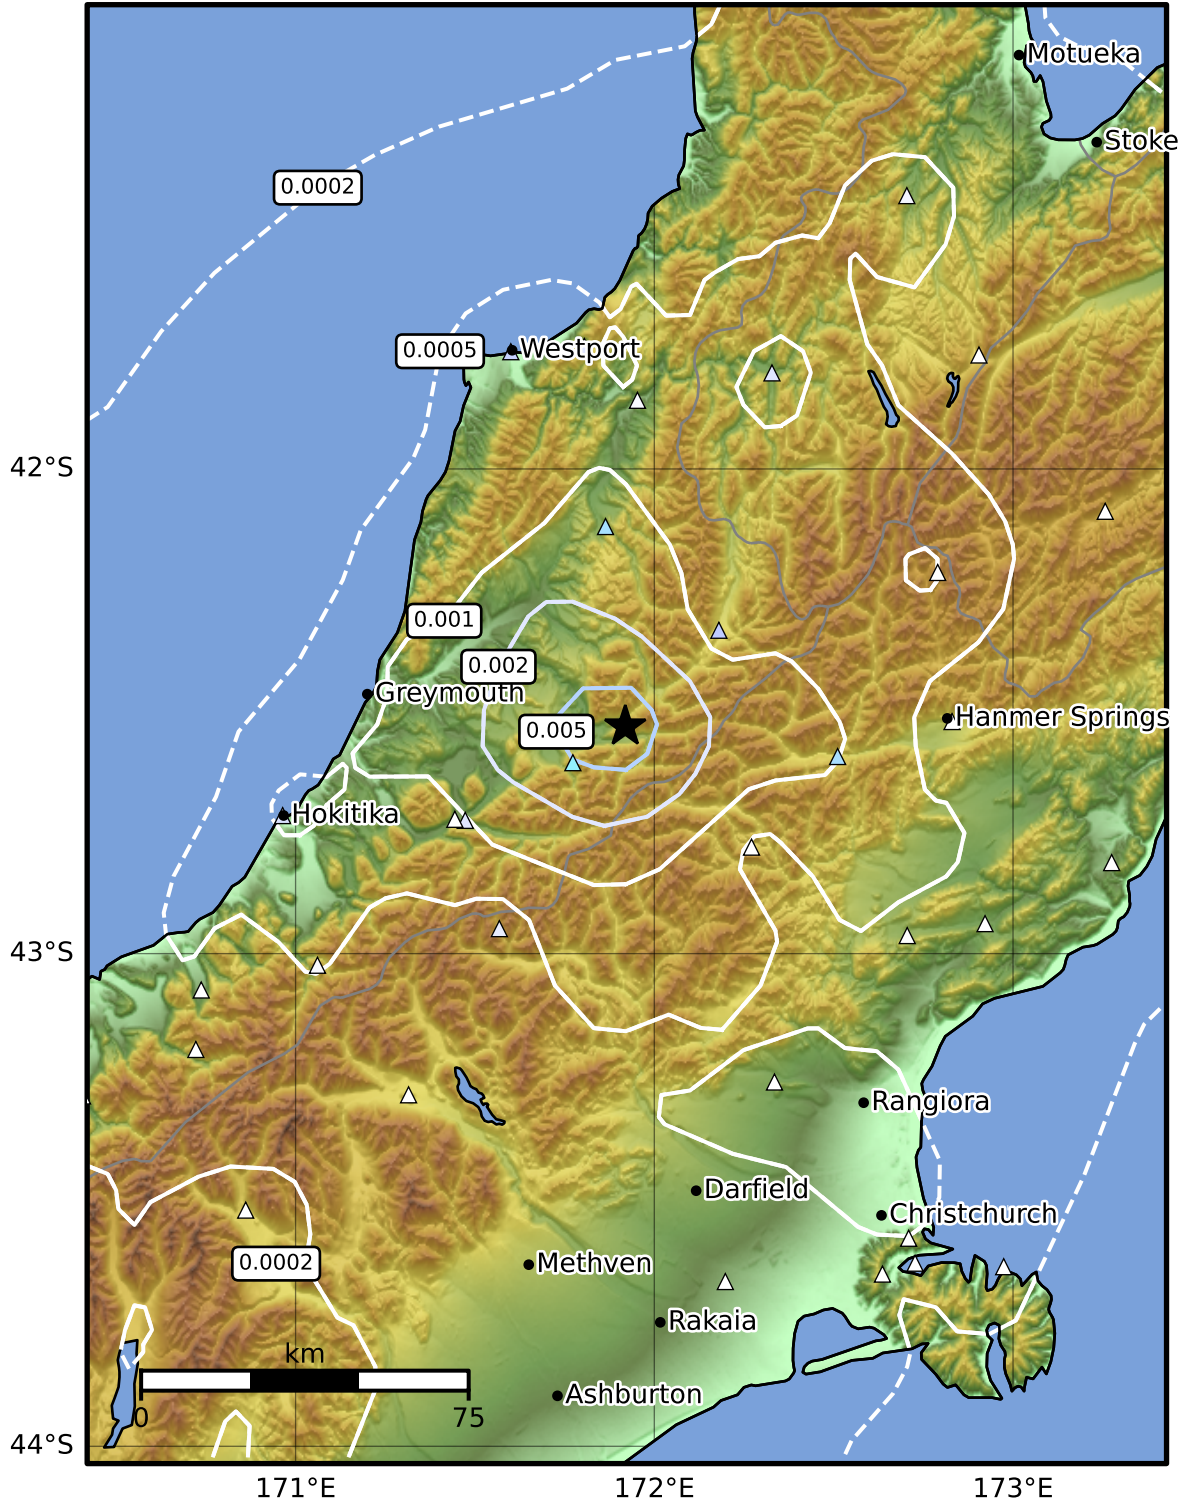 Motueka
Stoke
0.0002
0.0005
Westport
42°S
0.001
0.002
Greymouth
Hanmer Springs
0.005
Hokitika
43°S
Rangiora
Darfield
Christchurch
0.0002
Methven
Rakaia
km
0
75
Ashburton
44°S
171°E
172°E
173°E